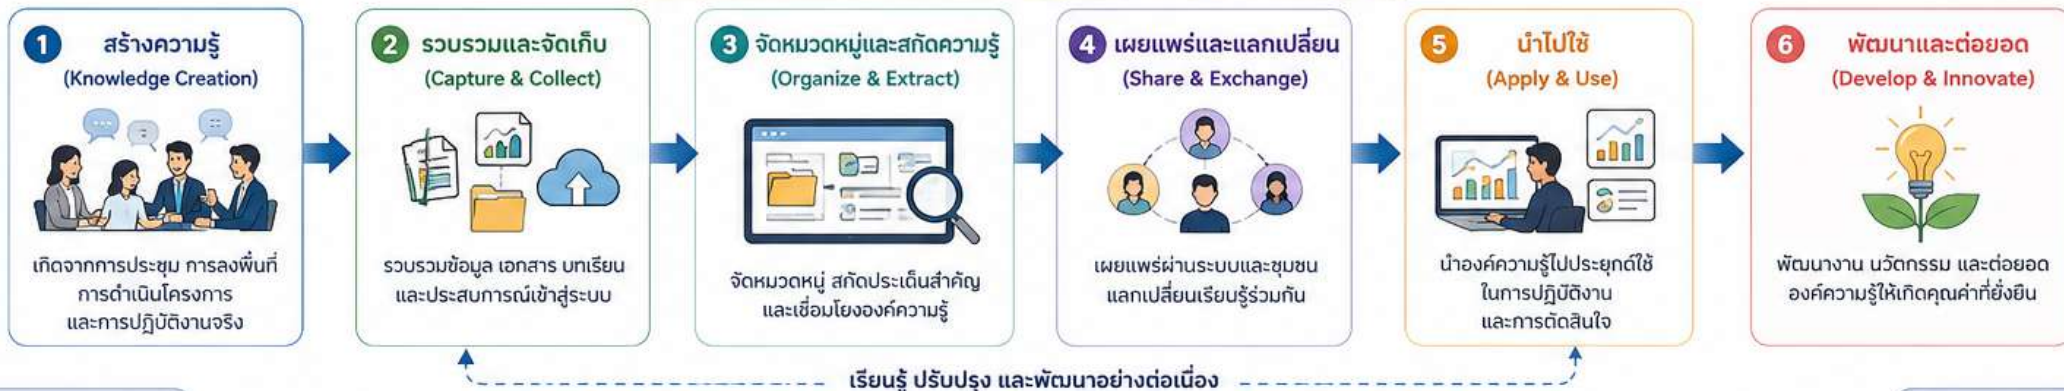 1 สร้างความรู้
(Knowledge Creation)
เกิดจากการประชุม การลงพื้นที่
การดำเนินโครงการ
และการปฏิบัติงานจริง
2 รวบรวมและจัดเก็บ
(Capture & Collect)
รวบรวมข้อมูล เอกสาร บทเรียน
และประสบการณ์เข้าสู่ระบบ
3 จัดหมวดหมู่และสกัดความรู้
(Organize & Extract)
จัดหมวดหมู่ สกัดประเด็นสำคัญ
และเชื่อมโยงองค์ความรู้
4 เผยแพร่และแลกเปลี่ยน
(Share & Exchange)
เผยแพร่ผ่านระบบและชุมชน
แลกเปลี่ยนเรียนรู้ร่วมกัน
5 นำไปใช้
(Apply & Use)
นำองค์ความรู้ไปประยุกต์ใช้
ในการปฏิบัติงาน
และการตัดสินใจ
6 พัฒนาและต่อยอด
(Develop & Innovate)
พัฒนางาน นวัตกรรม และต่อยอด
องค์ความรู้ให้เกิดคุณค่าที่ยั่งยืน
เรียนรู้ ปรับปรุง และพัฒนาอย่างต่อเนื่อง